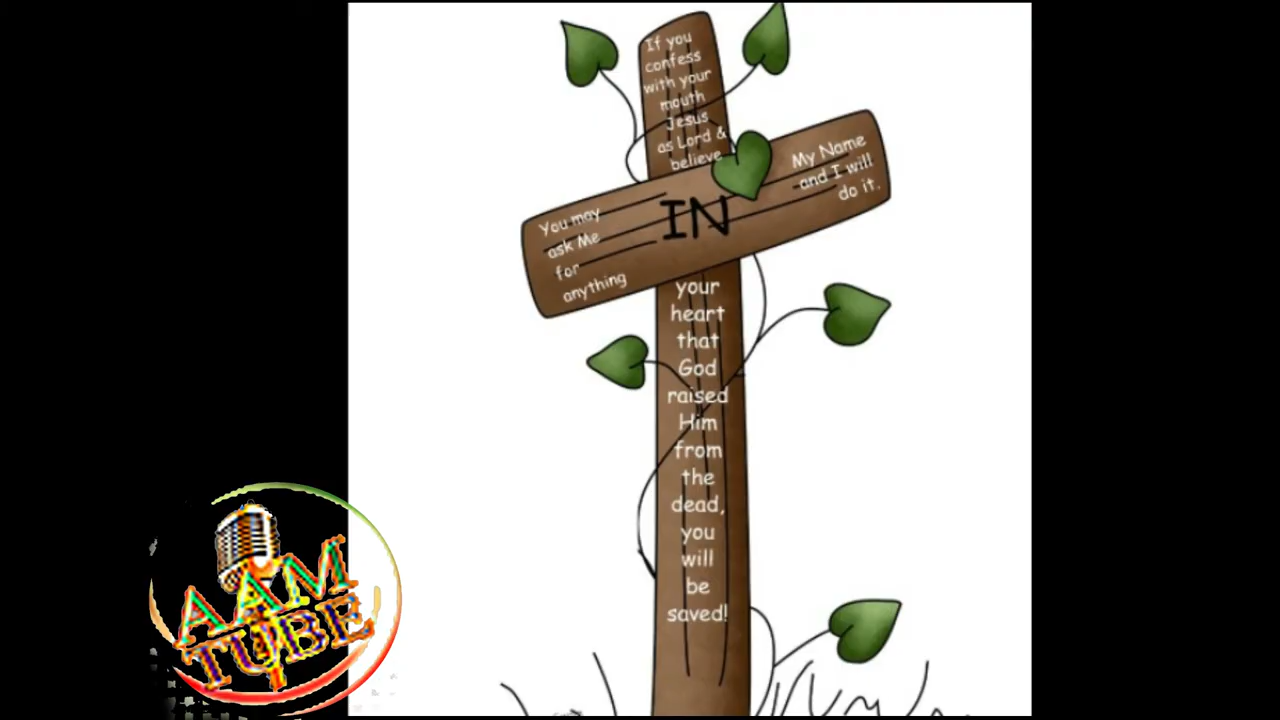 If you
confess
with your
mouth
Jesus
as Lord &
believe
You may
ask Me
for
anything
IN
My Name
and I will
do it.
your
heart
that
God
raised
Him
from
the
dead,
you
will
be
saved!
AAM
TUBE